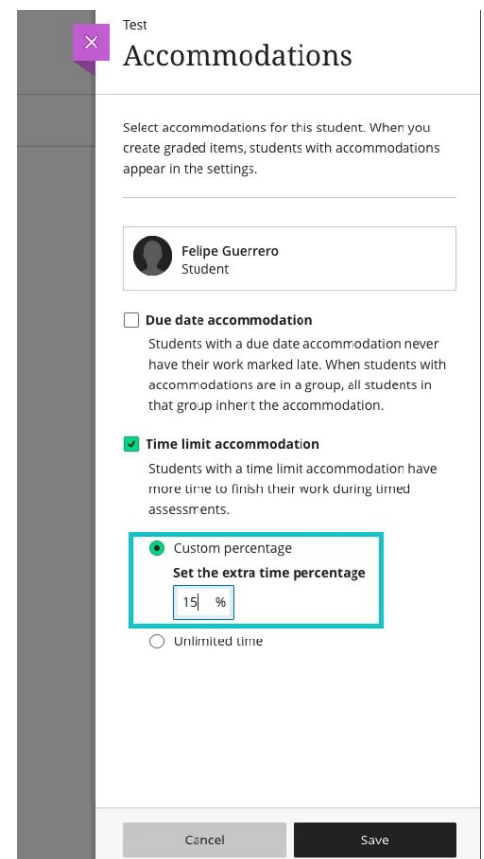 Test
Accommodations
Select accommodations for this student. When you
create graded items, students with accommodations
appear in the settings.
Felipe Guerrero
Student
Due date accommodation
Students with a due date accommodation never
have their work marked late. When students with
accommodations are in a group, all students in
that group inherit the accommodation.
Time limit accommodation
Students with a time limit accommodation have
more time to finish their work during timed
assessments.
Custom percentage
Set the extra time percentage
15 %
Unlimited time
Cancel
Save